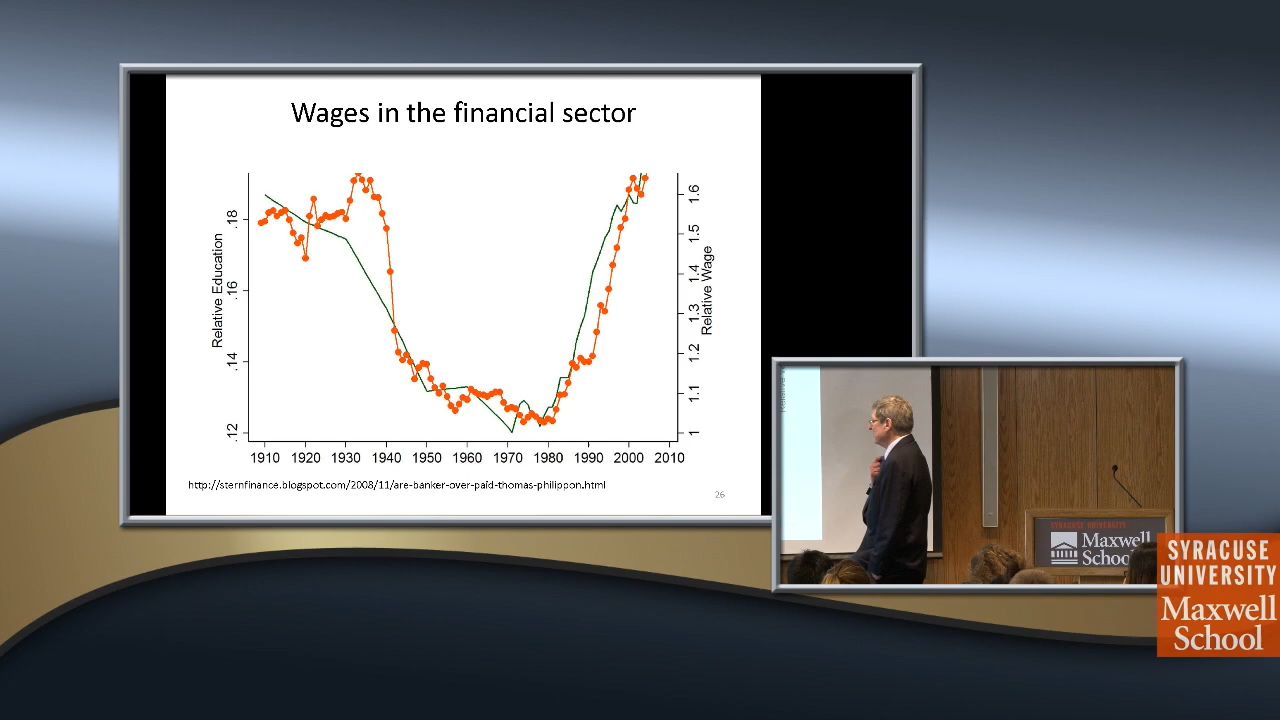 Wages in the financial sector
Relative Education
.12
.14
.16
.18
1
1.1
1.2
1.3
1.4
1.5
1.6
Relative Wage
1910 1920 1930 1940 1950 1960 1970 1980 1990 2000 2010
http://sternfinance.blogspot.com/2008/11/are-banker-over-paid-thomas-philippon.html
26
SYRACUSE UNIVERSITY
Maxwell
School
SYRACUSE
UNIVERSITY
Maxwell
School